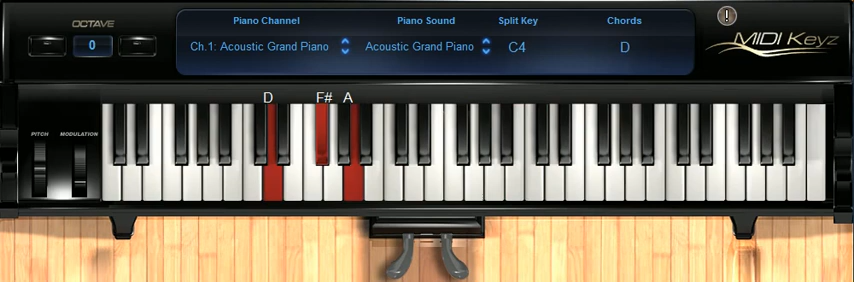 OCTAVE
0
Piano Channel
Piano Sound
Split Key
Chords
Ch.1: Acoustic Grand Piano
Acoustic Grand Piano
C4
D
!
MIDI Keyz
D
F#
A
PITCH
MODULATION